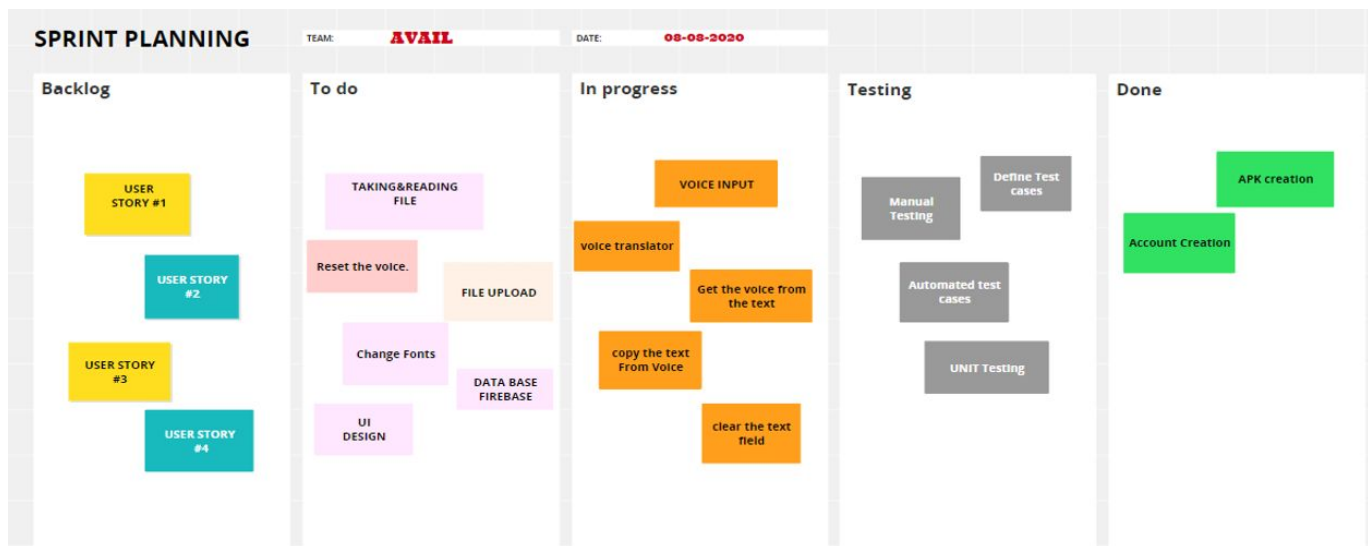 SPRINT PLANNING
TEAM:
AVAIL
DATE:
08-08-2020
Backlog
USER
STORY #1
USER STORY
#2
USER STORY
#3
USER STORY
#4
To do
TAKING&READING
FILE
Reset the voice.
FILE UPLOAD
Change Fonts
DATA BASE
FIREBASE
UI
DESIGN
In progress
VOICE INPUT
voice translator
Get the voice from
the text
copy the text
From Voice
clear the text
field
Testing
Define Test
cases
Manual
Testing
Automated test
cases
UNIT Testing
Done
APK creation
Account Creation